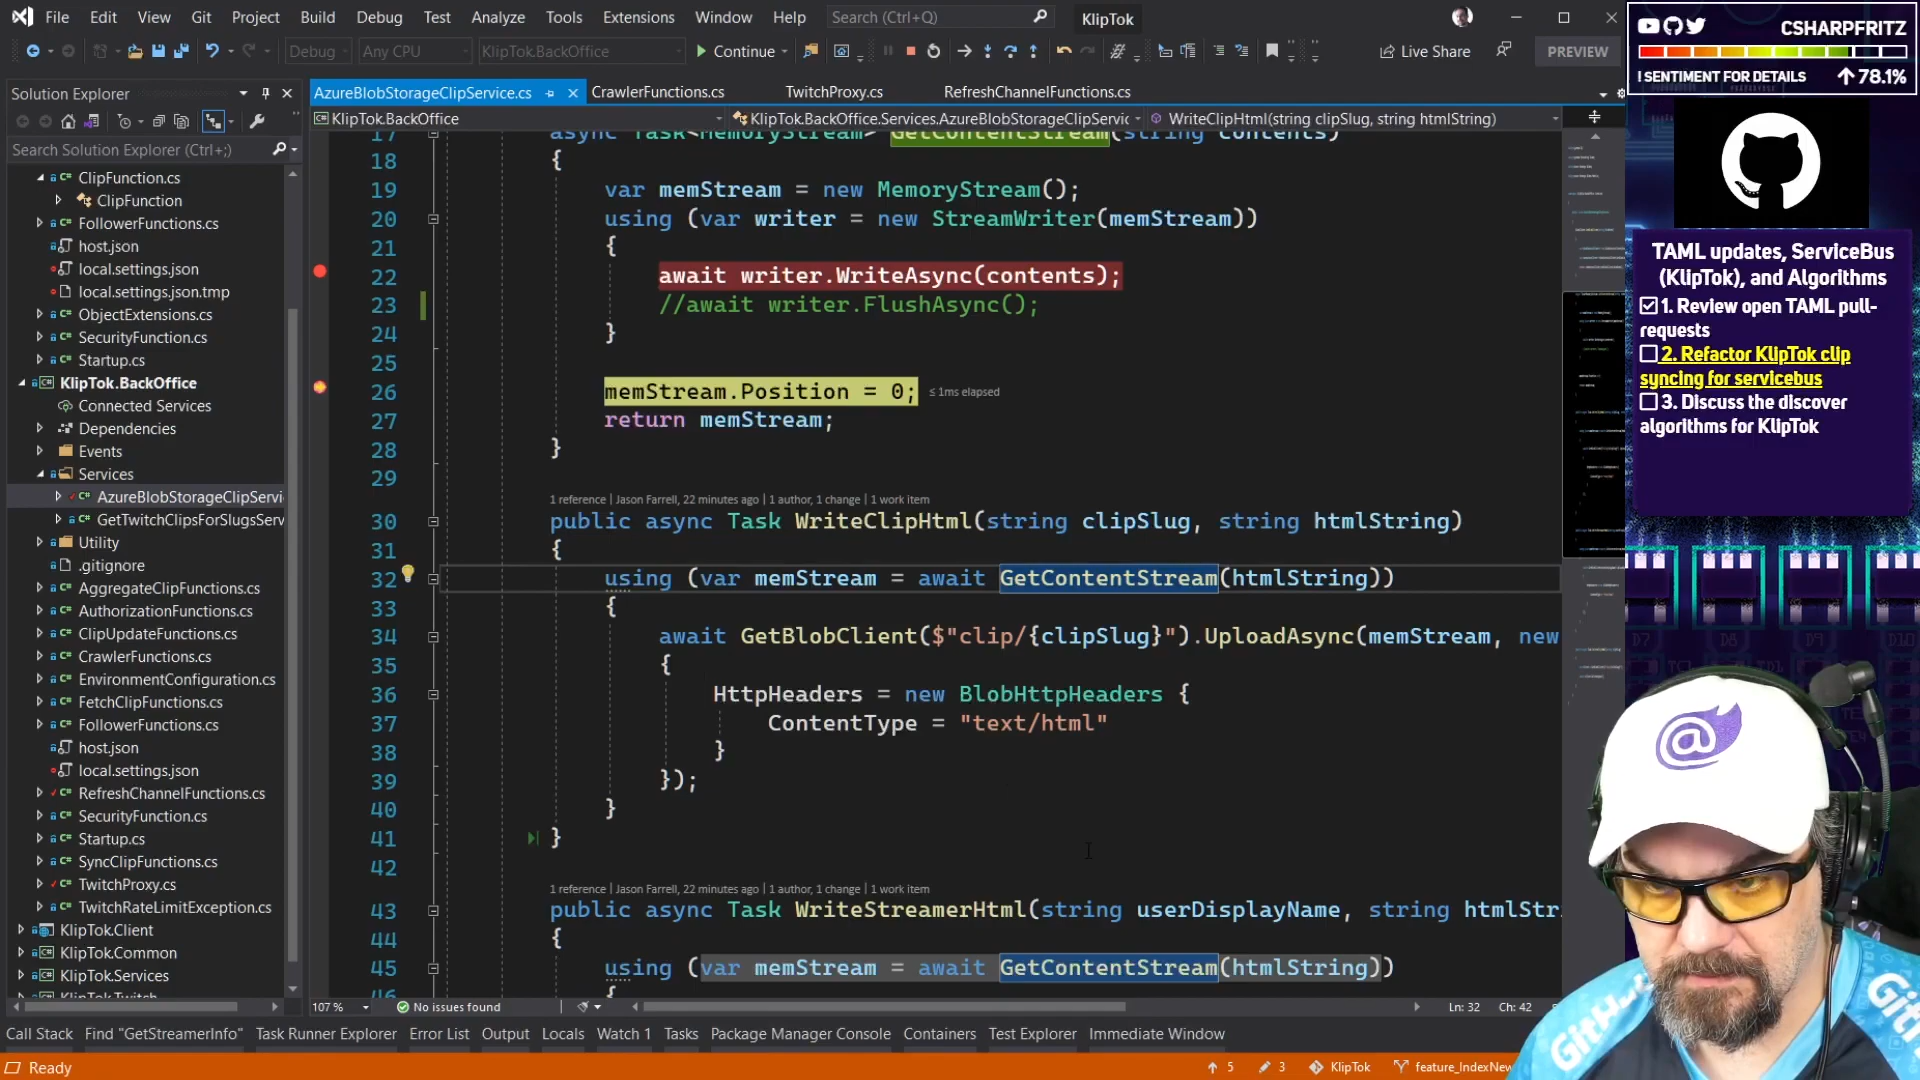 File Edit View Git Project Build Debug Test Analyze Tools Extensions Window Help Search (Ctrl+Q) KlipTok
Debug Any CPU KlipTok.BackOffice Continue Live Share PREVIEW
Solution Explorer
Search Solution Explorer (Ctrl+;)
ClipFunction.cs
ClipFunction
FollowerFunctions.cs
host.json
local.settings.json
local.settings.json.tmp
ObjectExtensions.cs
SecurityFunction.cs
Startup.cs
KlipTok.BackOffice
Connected Services
Dependencies
Events
Services
AzureBlobStorageClipServi
GetTwitchClipsForSlugsServ
Utility
.gitignore
AggregateClipFunctions.cs
AuthorizationFunctions.cs
ClipUpdateFunctions.cs
CrawlerFunctions.cs
EnvironmentConfiguration.cs
FetchClipFunctions.cs
FollowerFunctions.cs
host.json
local.settings.json
RefreshChannelFunctions.cs
SecurityFunction.cs
Startup.cs
SyncClipFunctions.cs
TwitchProxy.cs
TwitchRateLimitException.cs
KlipTok.Client
KlipTok.Common
KlipTok.Services
KlipTok.Twitch
AzureBlobStorageClipService.cs CrawlerFunctions.cs TwitchProxy.cs RefreshChannelFunctions.cs
KlipTok.BackOffice KlipTok.BackOffice.Services.AzureBlobStorageClipServic WriteClipHtml(string clipSlug, string htmlString)
17 async Task<MemoryStream> GetContentStream(string contents)
18 {
19 var memStream = new MemoryStream();
20 using (var writer = new StreamWriter(memStream))
21 {
22 await writer.WriteAsync(contents);
23 //await writer.FlushAsync();
24 }
25
26 memStream.Position = 0; ≤ 1ms elapsed
27 return memStream;
28 }
29
1 reference | Jason Farrell, 22 minutes ago | 1 author, 1 change | 1 work item
30 public async Task WriteClipHtml(string clipSlug, string htmlString)
31 {
32 using (var memStream = await GetContentStream(htmlString))
33 {
34 await GetBlobClient($"clip/{clipSlug}").UploadAsync(memStream, new
35 {
36 HttpHeaders = new BlobHttpHeaders {
37 ContentType = "text/html"
38 }
39 });
40 }
41 }
42
1 reference | Jason Farrell, 22 minutes ago | 1 author, 1 change | 1 work item
43 public async Task WriteStreamerHtml(string userDisplayName, string htmlStr
44 {
45 using (var memStream = await GetContentStream(htmlString))
46 {
107 % No issues found Ln: 32 Ch: 42
Call Stack Find "GetStreamerInfo" Task Runner Explorer Error List Output Locals Watch 1 Tasks Package Manager Console Containers Test Explorer Immediate Window
Ready 5 3 KlipTok feature_IndexNew
CSHARPFRITZ
! SENTIMENT FOR DETAILS 78.1%
TAML updates, ServiceBus
(KlipTok), and Algorithms
1. Review open TAML pull-
requests
2. Refactor KlipTok clip
syncing for servicebus
3. Discuss the discover
algorithms for KlipTok
D7 D8 D9 D10
@
GitHub